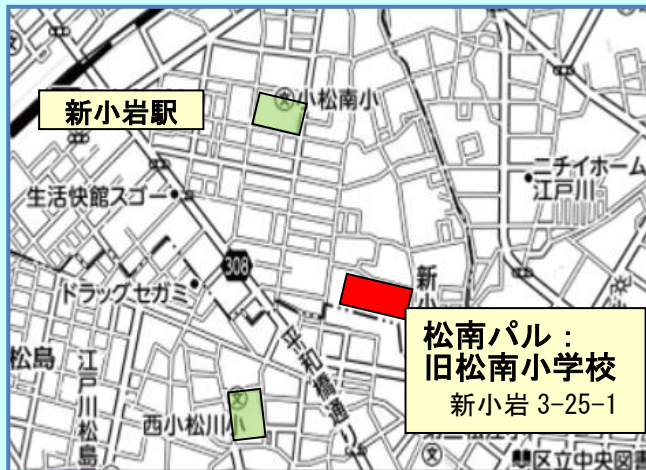 小松南小
新小岩駅
ニチイホーム
江戸川
生活快館スゴー
308
ドラッグセガミ
新小
平和橋通り
松南パル：
旧松南小学校
新小岩 3-25-1
松島
江戸川松島
西小松川小
区立中央図書